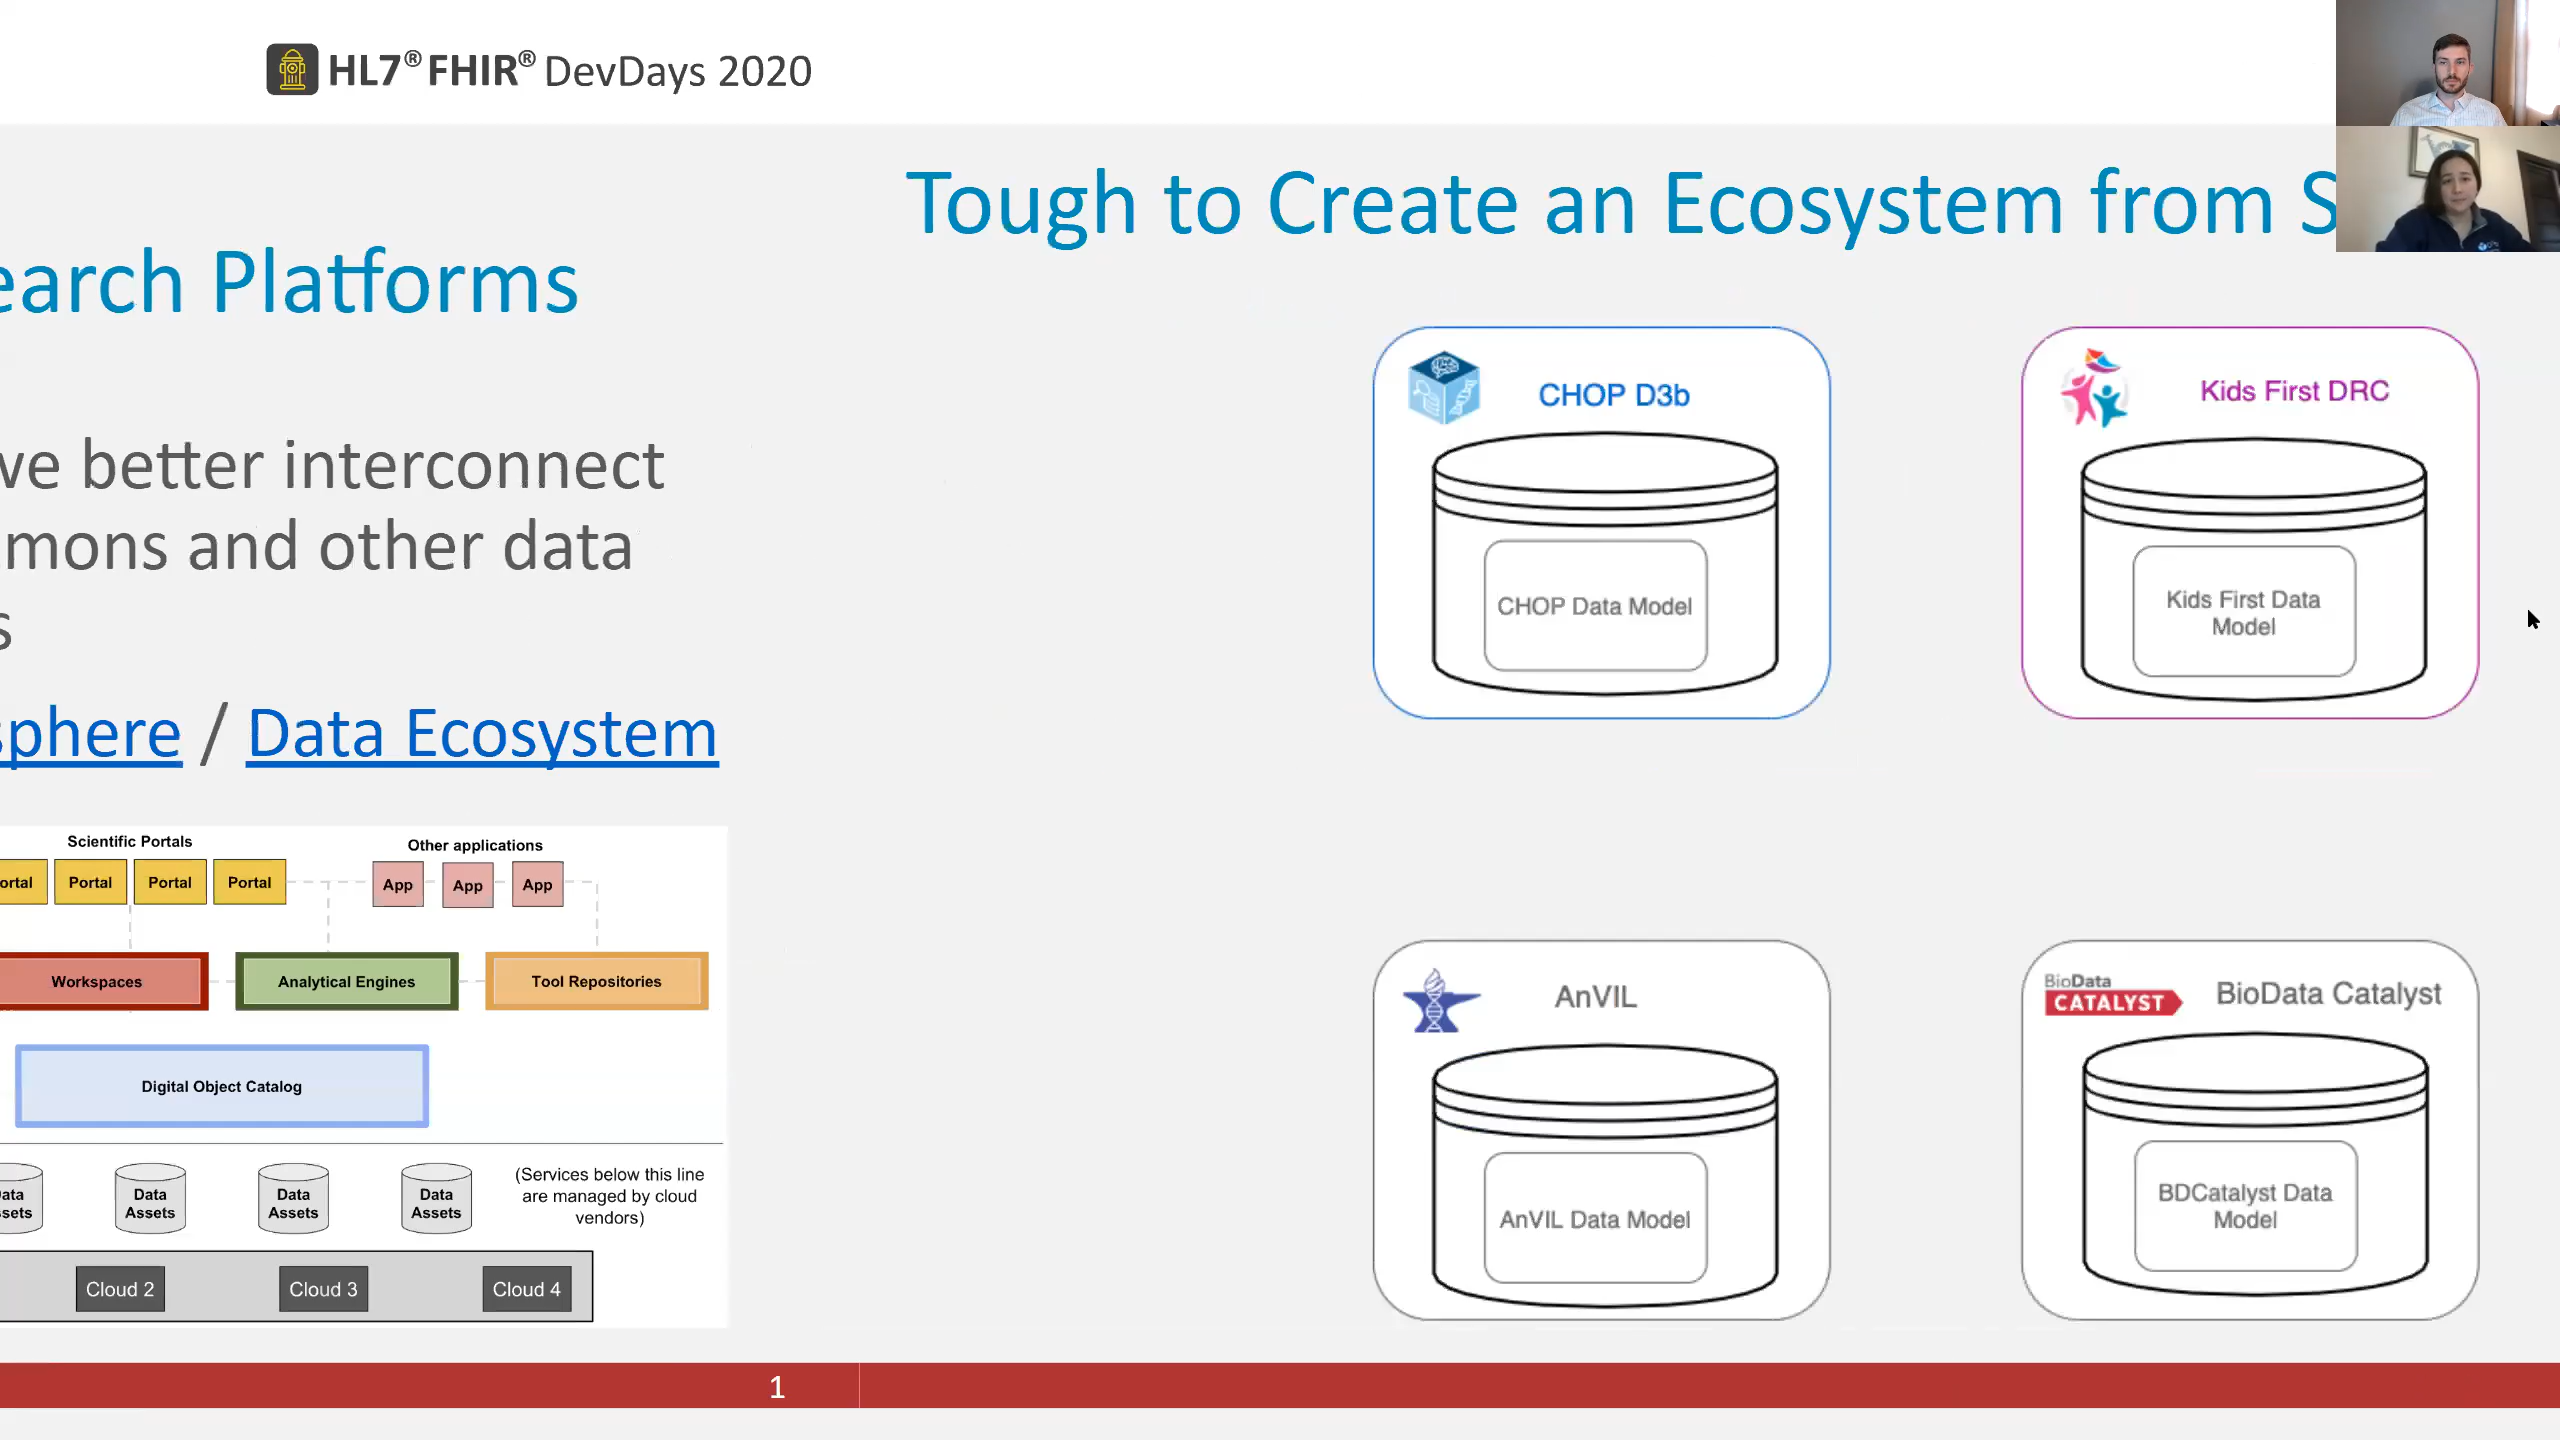 HL7® FHIR® DevDays 2020
earch Platforms
we better interconnect
mons and other data
s
sphere / Data Ecosystem
Scientific Portals
Other applications
ortal
Portal
Portal
Portal
App
App
App
Workspaces
Analytical Engines
Tool Repositories
Digital Object Catalog
ata
ssets
Data
Assets
Data
Assets
Data
Assets
(Services below this line
are managed by cloud
vendors)
Cloud 2
Cloud 3
Cloud 4
1
Tough to Create an Ecosystem from S
CHOP D3b
CHOP Data Model
Kids First DRC
Kids First Data
Model
AnVIL
AnVIL Data Model
BioData
CATALYST
BioData Catalyst
BDCatalyst Data
Model